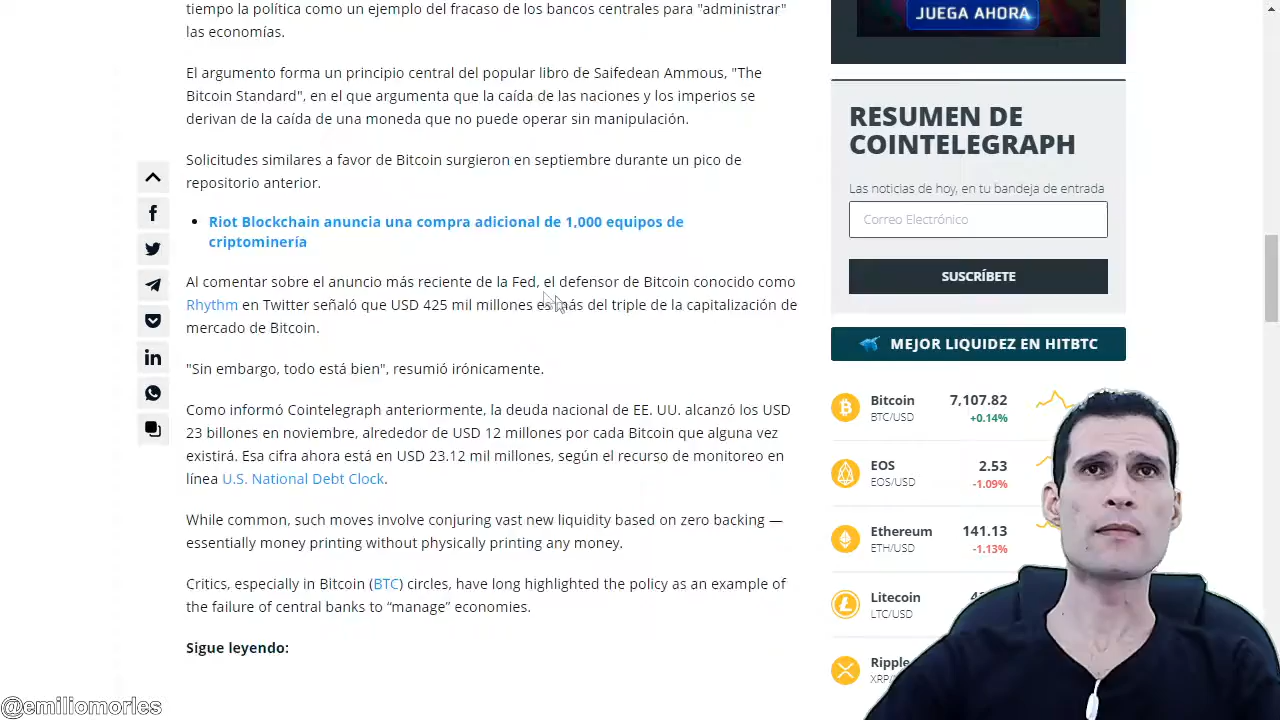 tiempo la política como un ejemplo del fracaso de los bancos centrales para "administrar"
las economías.
El argumento forma un principio central del popular libro de Saifedean Ammous, "The
Bitcoin Standard", en el que argumenta que la caída de las naciones y los imperios se
derivan de la caída de una moneda que no puede operar sin manipulación.
Solicitudes similares a favor de Bitcoin surgieron en septiembre durante un pico de
repositorio anterior.
Riot Blockchain anuncia una compra adicional de 1,000 equipos de
criptominería
Al comentar sobre el anuncio más reciente de la Fed, el defensor de Bitcoin conocido como
Rhythm en Twitter señaló que USD 425 mil millones es más del triple de la capitalización de
mercado de Bitcoin.
"Sin embargo, todo está bien", resumió irónicamente.
Como informó Cointelegraph anteriormente, la deuda nacional de EE. UU. alcanzó los USD
23 billones en noviembre, alrededor de USD 12 millones por cada Bitcoin que alguna vez
existirá. Esa cifra ahora está en USD 23.12 mil millones, según el recurso de monitoreo en
línea U.S. National Debt Clock.
While common, such moves involve conjuring vast new liquidity based on zero backing —
essentially money printing without physically printing any money.
Critics, especially in Bitcoin (BTC) circles, have long highlighted the policy as an example of
the failure of central banks to “manage” economies.
Sigue leyendo:
JUEGA AHORA
RESUMEN DE
COINTELEGRAPH
Las noticias de hoy, en tu bandeja de entrada
Correo Electrónico
SUSCRÍBETE
MEJOR LIQUIDEZ EN HITBTC
Bitcoin 7,107.82
BTC/USD +0.14%
EOS 2.53
EOS/USD -1.09%
Ethereum 141.13
ETH/USD -1.13%
Litecoin
LTC/USD
Ripple
XRP/
@emiliomorles